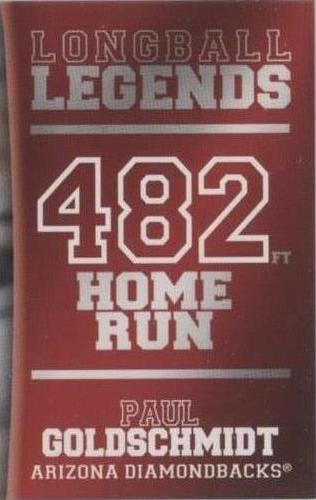 LONGBALL
LEGENDS
482 FT
HOME
RUN
PAUL
GOLDSCHMIDT
ARIZONA DIAMONDBACKS®